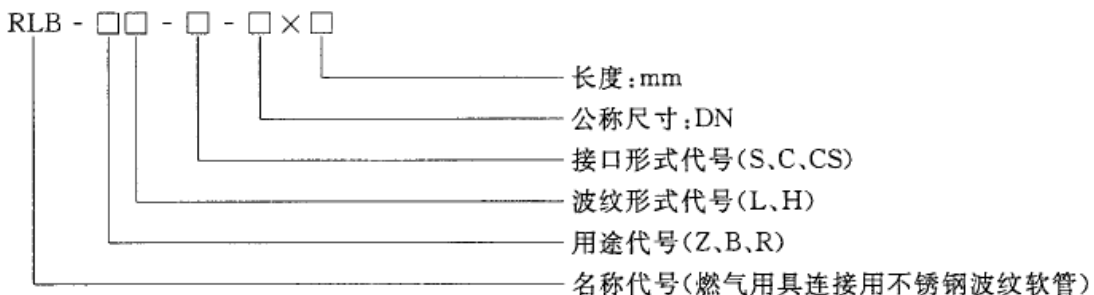 RLB - □□ - □ - □ × □
长度:mm
公称尺寸:DN
接口形式代号(S、C、CS)
波纹形式代号(L、H)
用途代号(Z、B、R)
名称代号(燃气用具连接用不锈钢波纹软管)